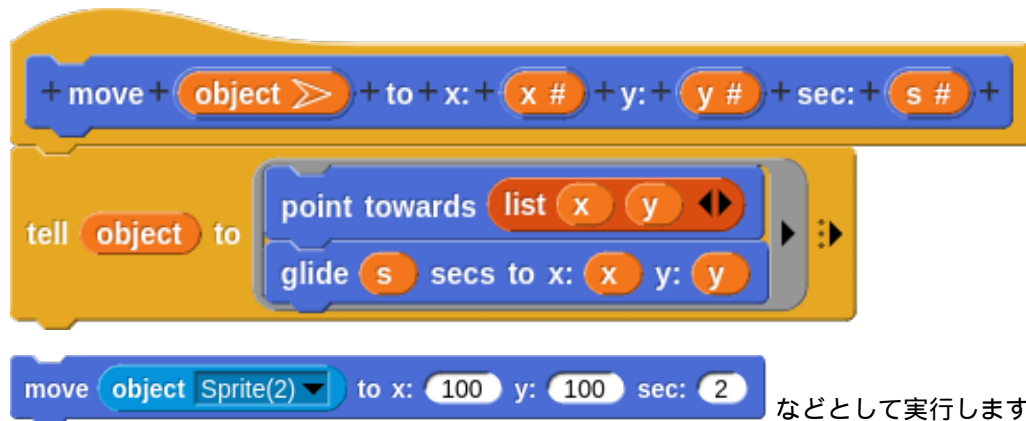 + move + object + to + x: + x # + y: + y # + sec: + s # +
tell object to
point towards list x y
glide s secs to x: x y: y
move object Sprite(2) to x: 100 y: 100 sec: 2 などとして実行します